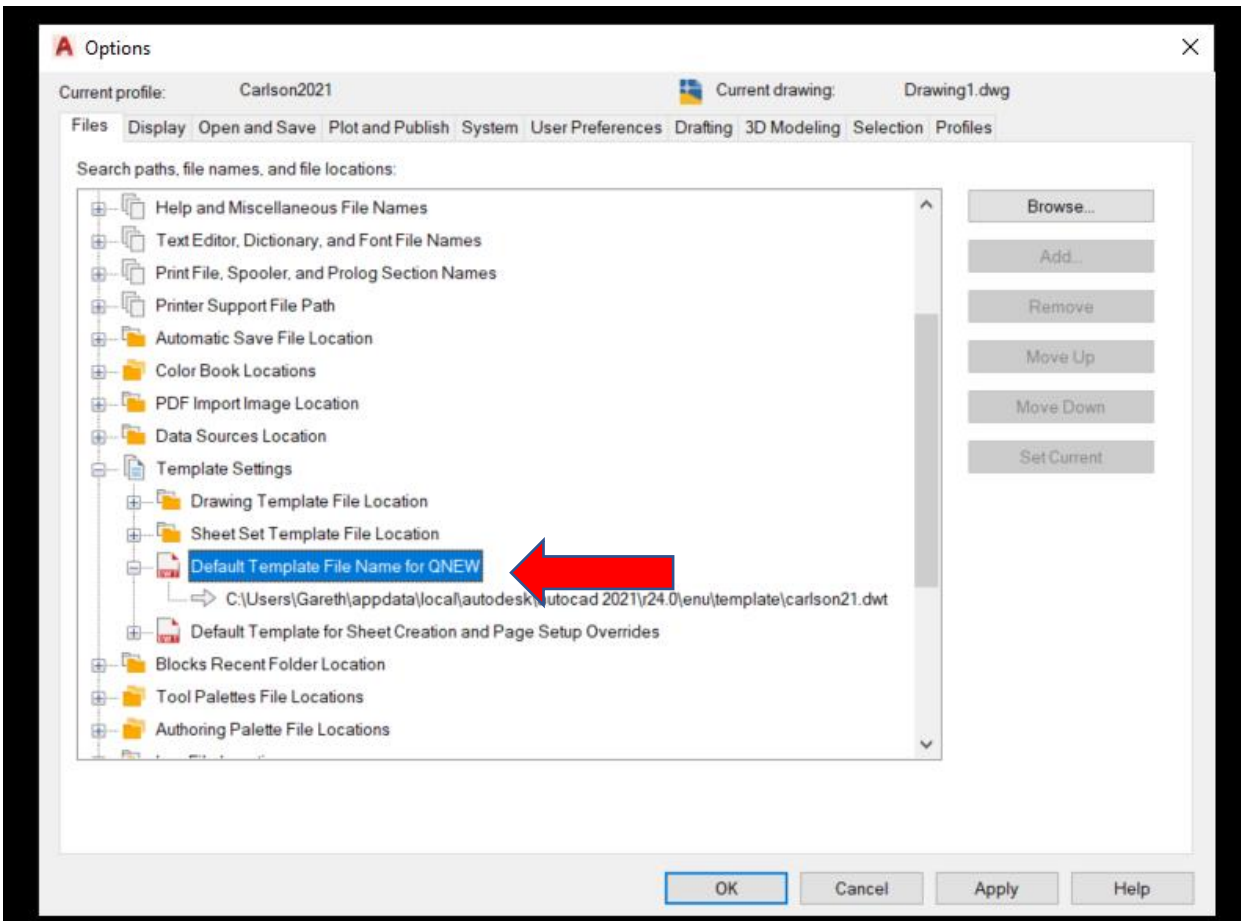 Options
Current profile: Carlson2021 Current drawing: Drawing1.dwg
Files Display Open and Save Plot and Publish System User Preferences Drafting 3D Modeling Selection Profiles
Search paths, file names, and file locations:
Help and Miscellaneous File Names
Text Editor, Dictionary, and Font File Names
Print File, Spooler, and Prolog Section Names
Printer Support File Path
Automatic Save File Location
Color Book Locations
PDF Import Image Location
Data Sources Location
Template Settings
Drawing Template File Location
Sheet Set Template File Location
Default Template File Name for QNEW
C:\Users\Gareth\appdata\local\autodesk\autocad 2021\r24.0\enu\template\carlson21.dwt
Default Template for Sheet Creation and Page Setup Overrides
Blocks Recent Folder Location
Tool Palettes File Locations
Authoring Palette File Locations
Browse...
Add...
Remove
Move Up
Move Down
Set Current
OK Cancel Apply Help